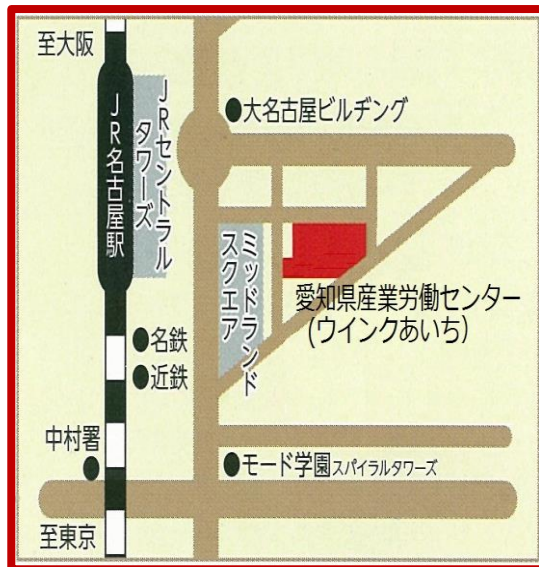 至大阪
JR名古屋駅
JRセントラル
タワーズ
●大名古屋ビルヂング
ミッドランド
スクエア
愛知県産業労働センター
(ウインクあいち)
●名鉄
●近鉄
中村署
●モード学園スパイラルタワーズ
至東京